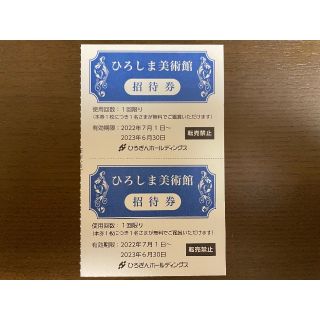 ひろしま美術館
招待券
使用回数：1回限り
(本券1枚につき1名さまが無料でご鑑賞いただけます)
有効期限：2022年7月1日～
2023年6月30日
転売禁止
ひろぎんホールディングス
ひろしま美術館
招待券
使用回数：1回限り
(本券1枚につき1名さまが無料でご鑑賞いただけます)
有効期限：2022年7月1日～
2023年6月30日
転売禁止
ひろぎんホールディングス